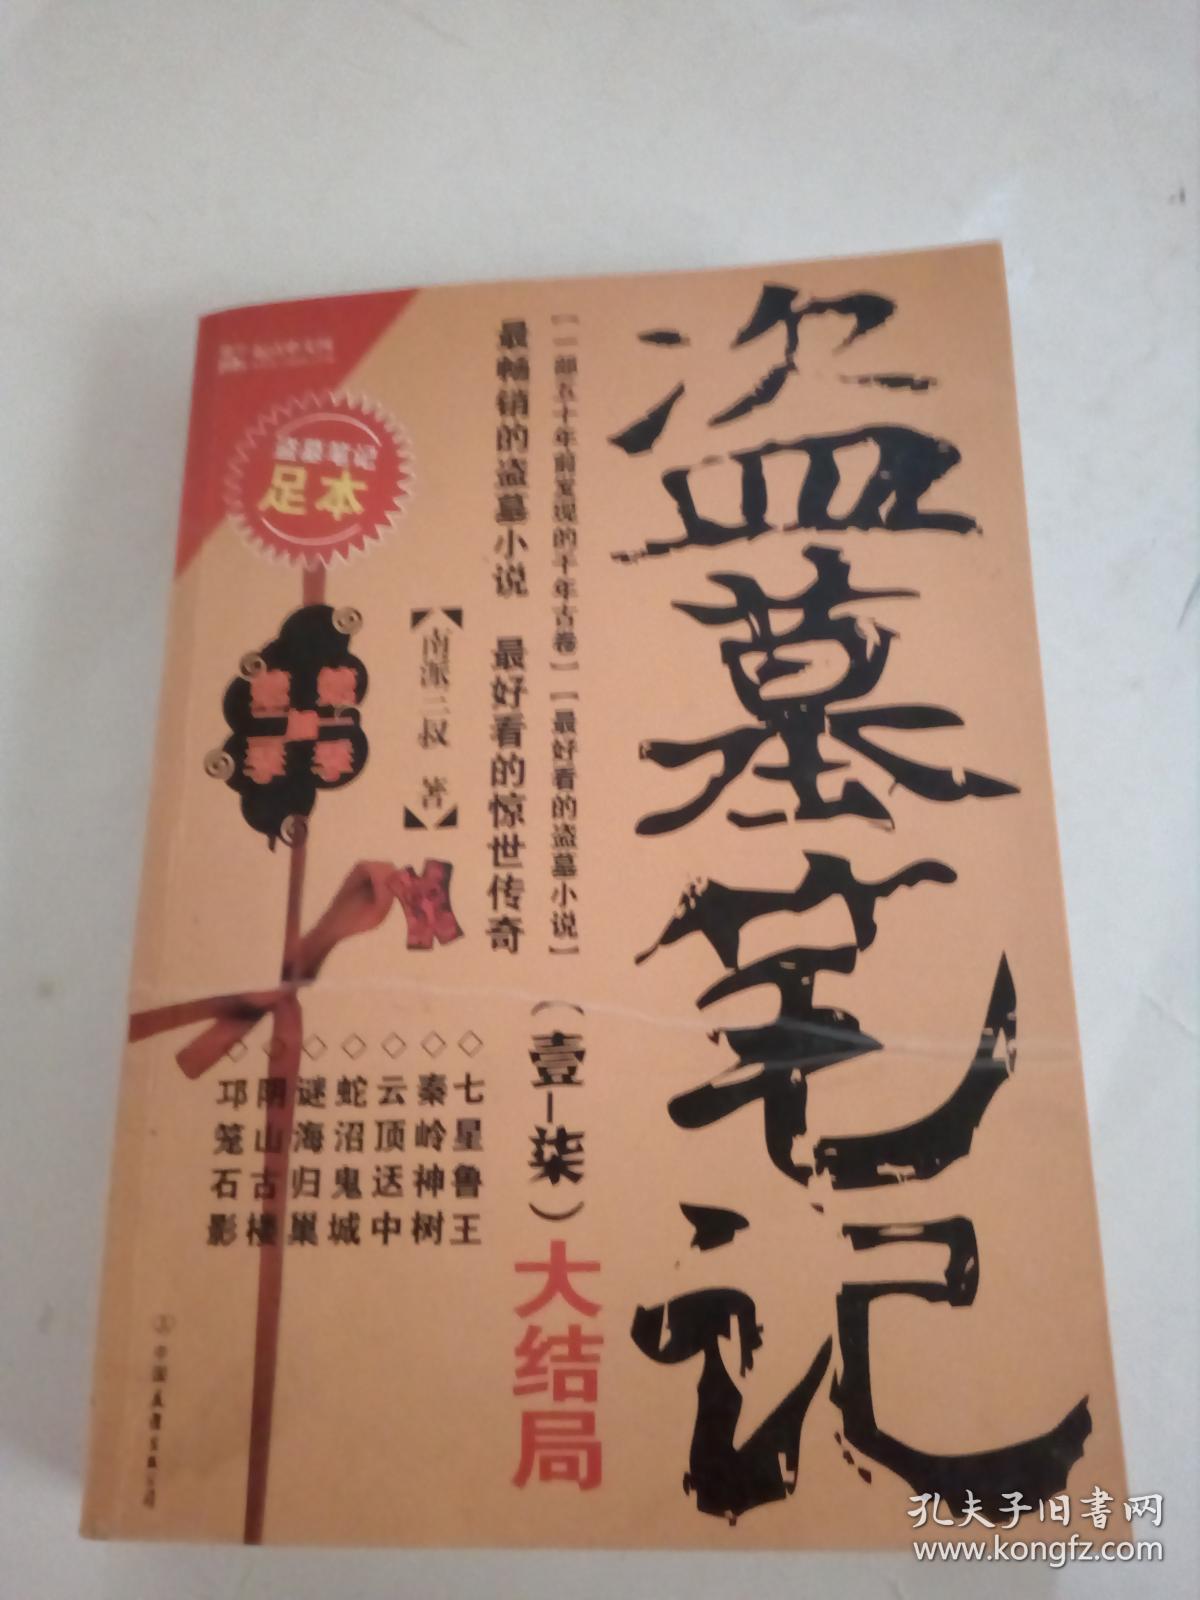 盗墓笔记
【一部五十年前发现的千年古卷】【最好看的盗墓小说】
最畅销的盗墓小说 最好看的惊世传奇
(壹-柒)
大结局
【南派三叔 著】
盗墓笔记
足本
◇七星鲁王
◇秦岭神树
◇云顶迗中
◇蛇沼鬼城
◇谜海归巢
◇阴山古楼
◇邛笼石影
孔夫子旧书网
www.kongfz.com